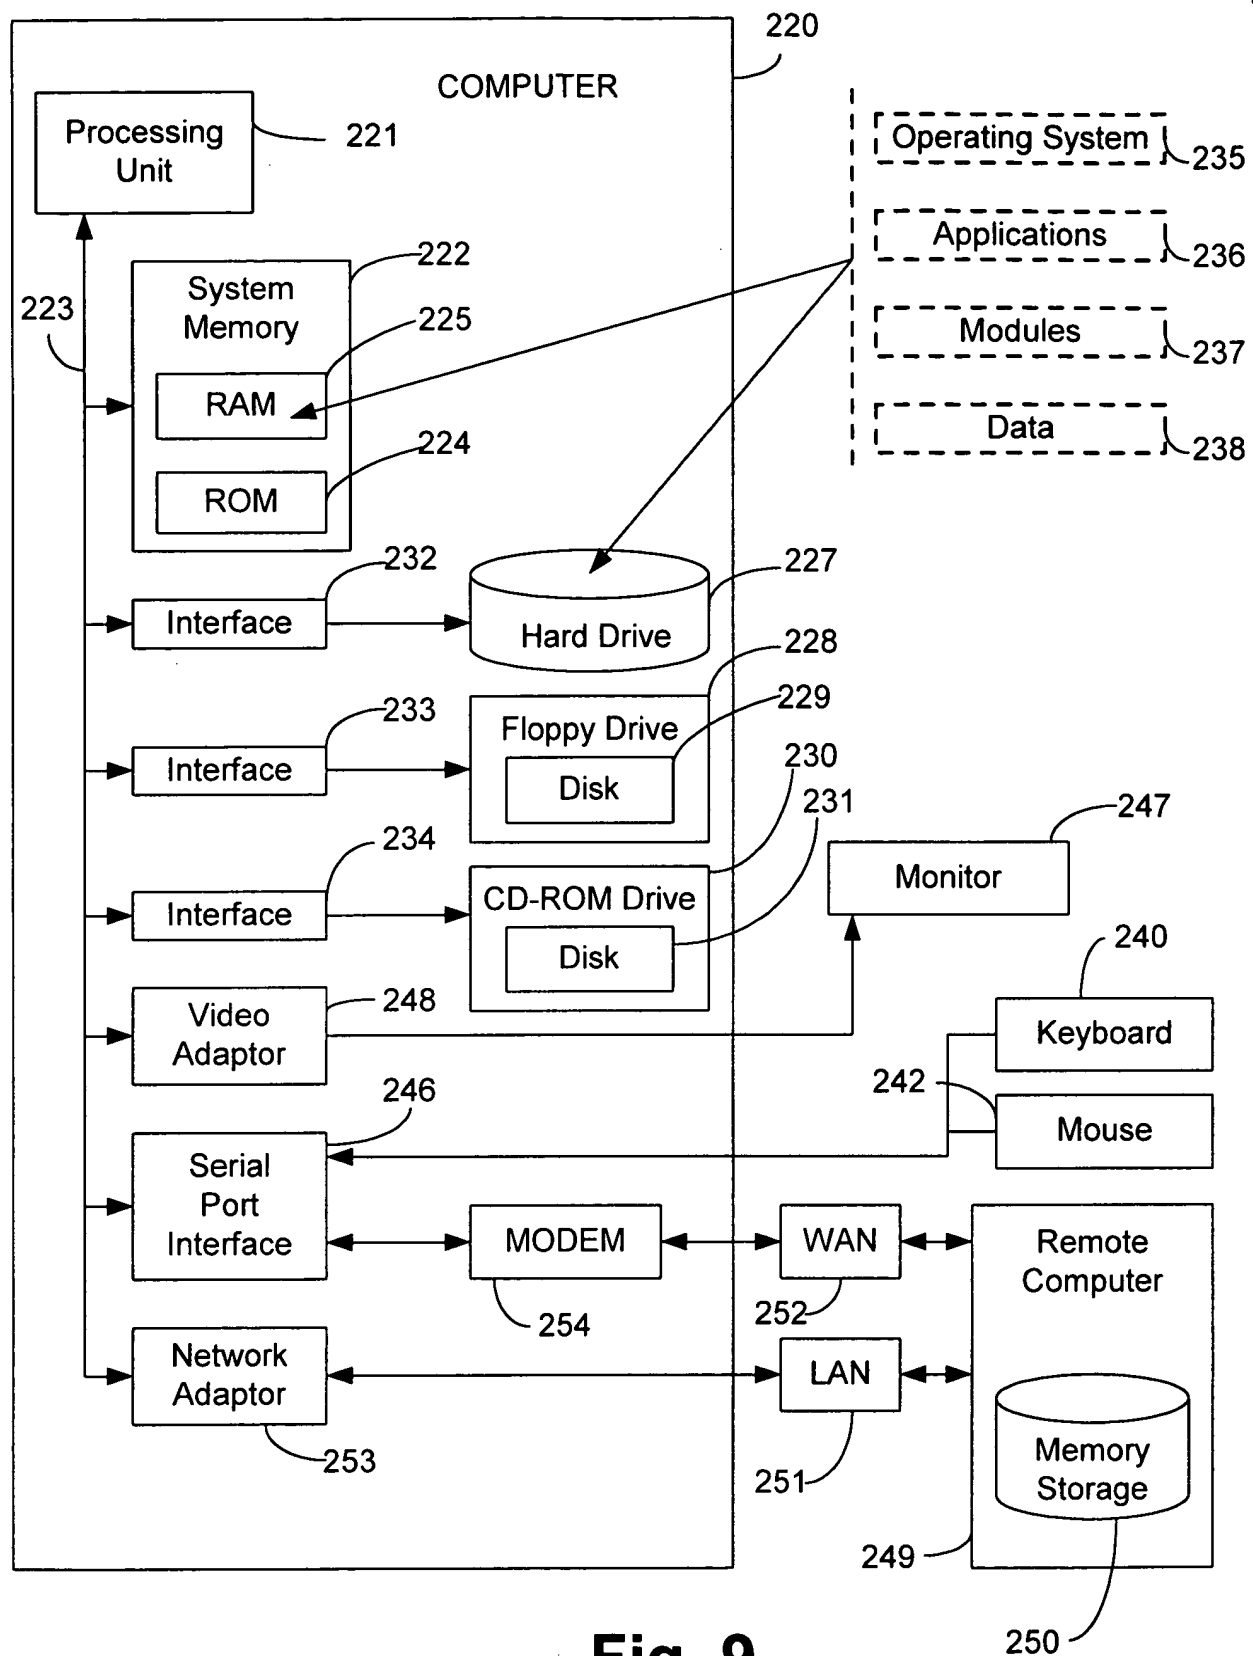 220
COMPUTER
Processing
Unit
221
Operating System
235
Applications
236
Modules
237
Data
238
222
System
Memory
223
225
RAM
224
ROM
232
Interface
227
Hard Drive
228
233
Interface
Floppy Drive
229
Disk
230
231
234
Interface
CD-ROM Drive
Disk
247
Monitor
240
Keyboard
248
Video
Adaptor
242
Mouse
246
Serial
Port
Interface
MODEM
254
WAN
252
Remote
Computer
Network
Adaptor
253
LAN
251
Memory
Storage
249
250
Fig. 9